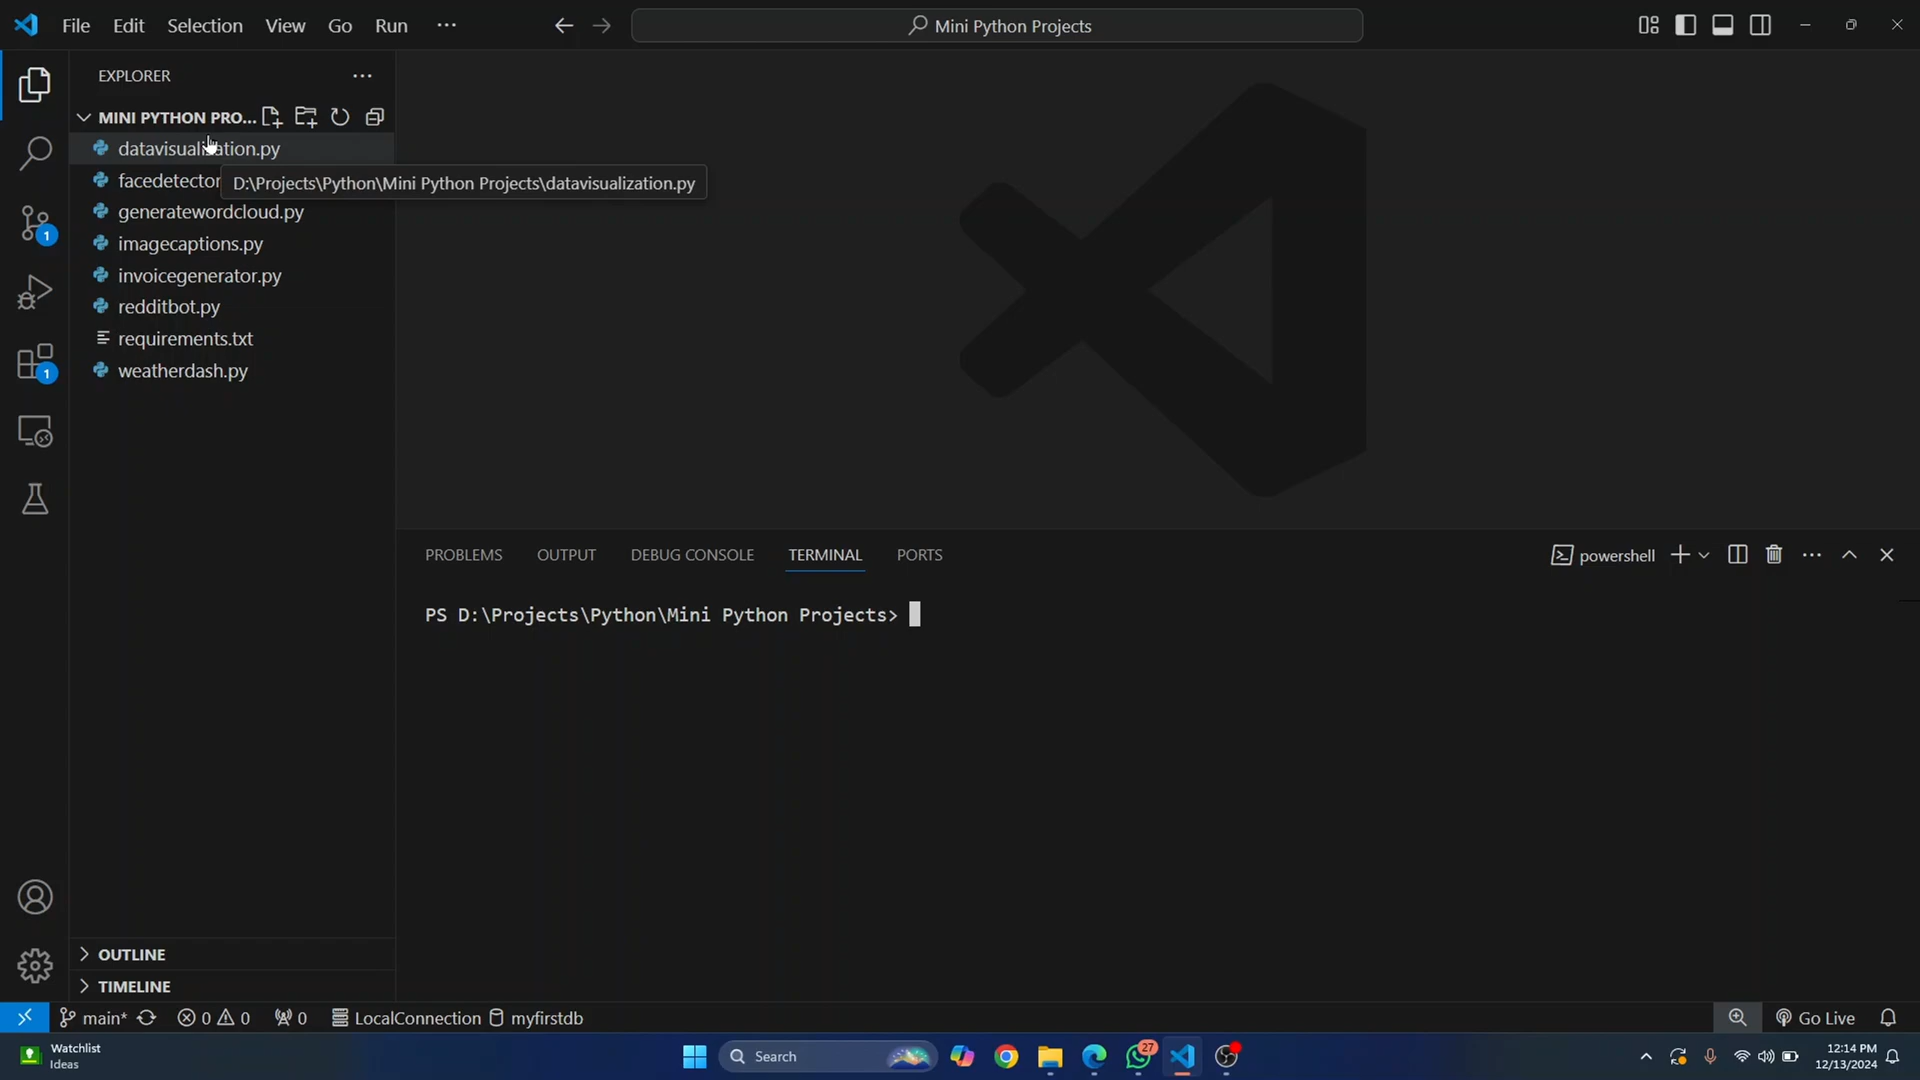 File Edit Selection View Go Run ···
Mini Python Projects
EXPLORER
MINI PYTHON PRO...
datavisualization.py
facedetector
D:\Projects\Python\Mini Python Projects\datavisualization.py
generatewordcloud.py
imagecaptions.py
invoicegenerator.py
redditbot.py
requirements.txt
weatherdash.py
1
1
PROBLEMS OUTPUT DEBUG CONSOLE TERMINAL PORTS
powershell
PS D:\Projects\Python\Mini Python Projects>
OUTLINE
TIMELINE
main* 0 0 0 LocalConnection myfirstdb
Go Live
Watchlist
Ideas
Search
27
12:14 PM
12/13/2024